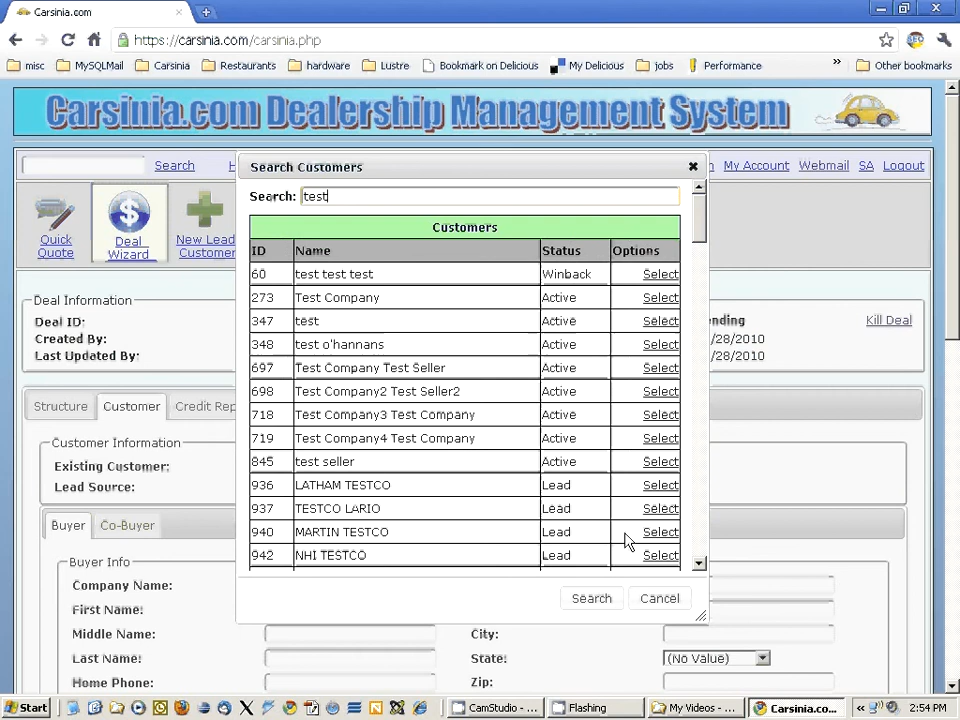 Carsinia.com
https://carsinia.com/carsinia.php
misc MySQLMail Carsinia Restaurants hardware Lustre Bookmark on Delicious My Delicious jobs Performance » Other bookmarks
Carsinia.com Dealership Management System
Search My Account Webmail SA Logout
Quick Quote
Deal Wizard
New Lead Customer
Search Customers
Search: test
Customers
ID Name Status Options
60 test test test Winback Select
273 Test Company Active Select
347 test Active Select
348 test o'hannans Active Select
697 Test Company Test Seller Active Select
698 Test Company2 Test Seller2 Active Select
718 Test Company3 Test Company Active Select
719 Test Company4 Test Company Active Select
845 test seller Active Select
936 LATHAM TESTCO Lead Select
937 TESTCO LARIO Lead Select
940 MARTIN TESTCO Lead Select
942 NHI TESTCO Lead Select
Search Cancel
Deal Information
Deal ID: nding Kill Deal
Created By: /28/2010
Last Updated By: /28/2010
Structure Customer Credit Rep
Customer Information
Existing Customer:
Lead Source:
Buyer Co-Buyer
Buyer Info
Company Name:
First Name:
Middle Name: City:
Last Name: State: (No Value)
Home Phone: Zip:
Start CamStudio - ... Flashing My Videos - ... Carsinia.co... « 2:54 PM